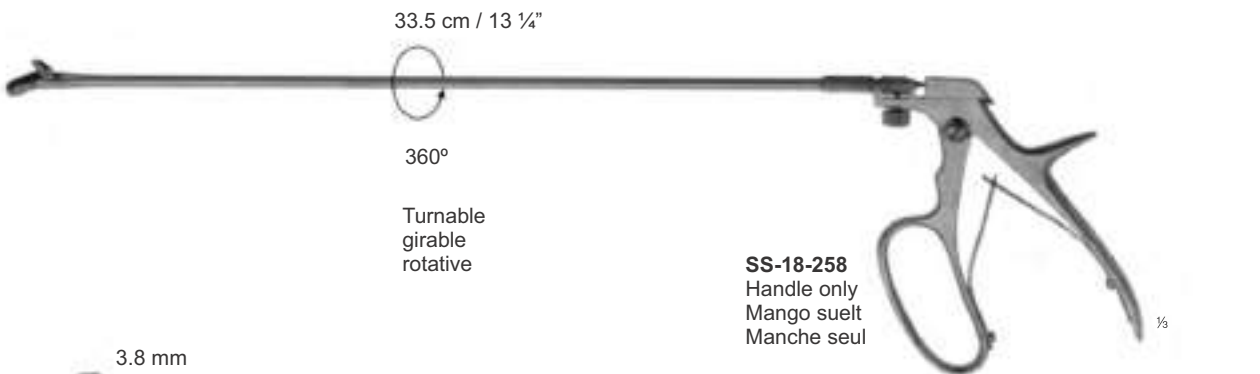 33.5 cm / 13 ¼”
360º
Turnable
girable
rotative
SS-18-258
Handle only
Mango suelt
Manche seul
⅓
3.8 mm